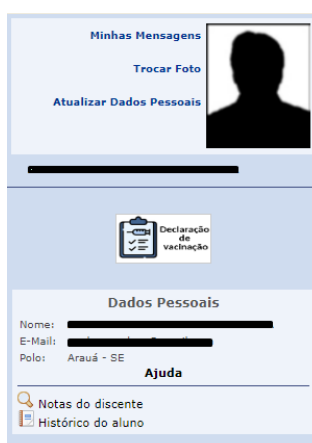 Minhas Mensagens
Trocar Foto
Atualizar Dados Pessoais
Declaração
de
vacinação
Dados Pessoais
Nome:
E-Mail:
Polo: Arauá - SE
Ajuda
Notas do discente
Histórico do aluno